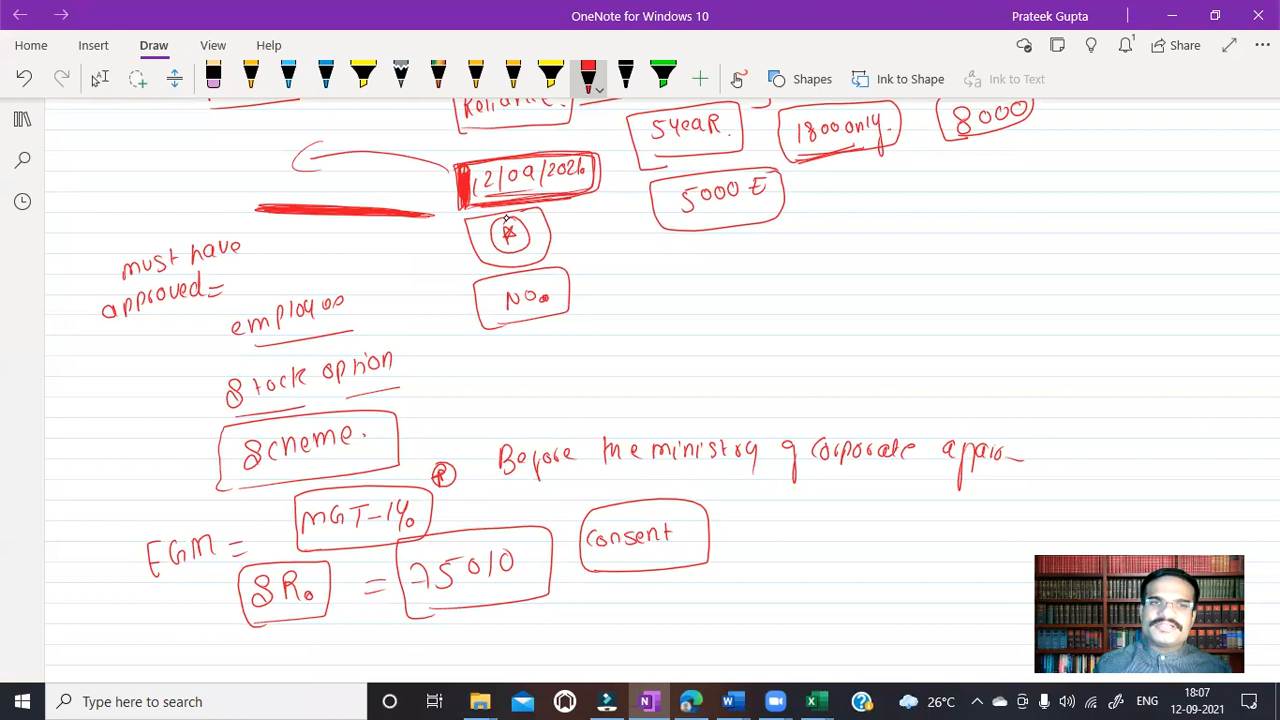 OneNote for Windows 10
Prateek Gupta
Home Insert Draw View Help
Share
Shapes
Ink to Shape
Ink to Text
Reliance.
5 year.
1800 only.
8000
12/09/2021.
5000 E
R
No.
must have
approved =
employee
Stock option
Scheme.
Before the ministry of corporate affairs
R
MGT-14.
EGM =
SR. = 75%
consent
Type here to search
26°C
ENG
18:07
12-09-2021